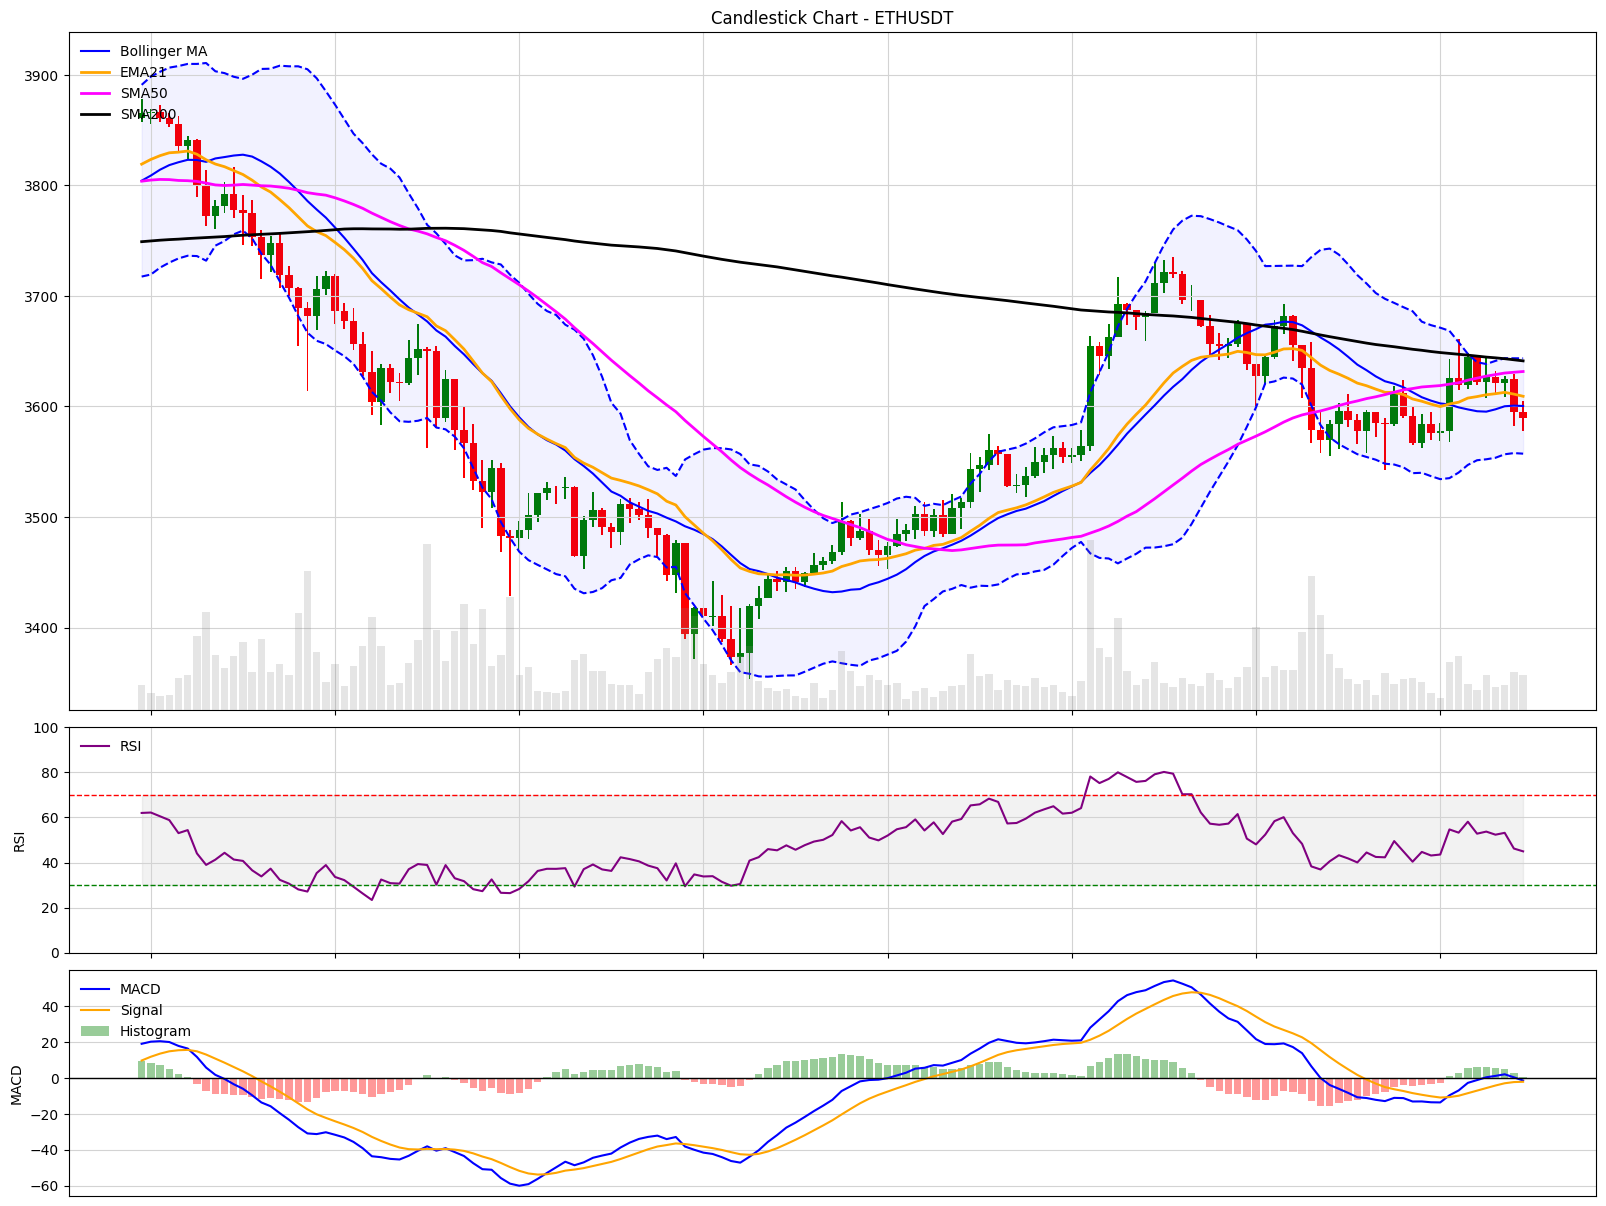 Candlestick Chart - ETHUSDT
Bollinger MA
EMA21
SMA50
SMA200
3900
3800
3700
3600
3500
3400
RSI
100
80
60
40
20
0
RSI
MACD
Signal
Histogram
40
20
0
−20
−40
−60
MACD